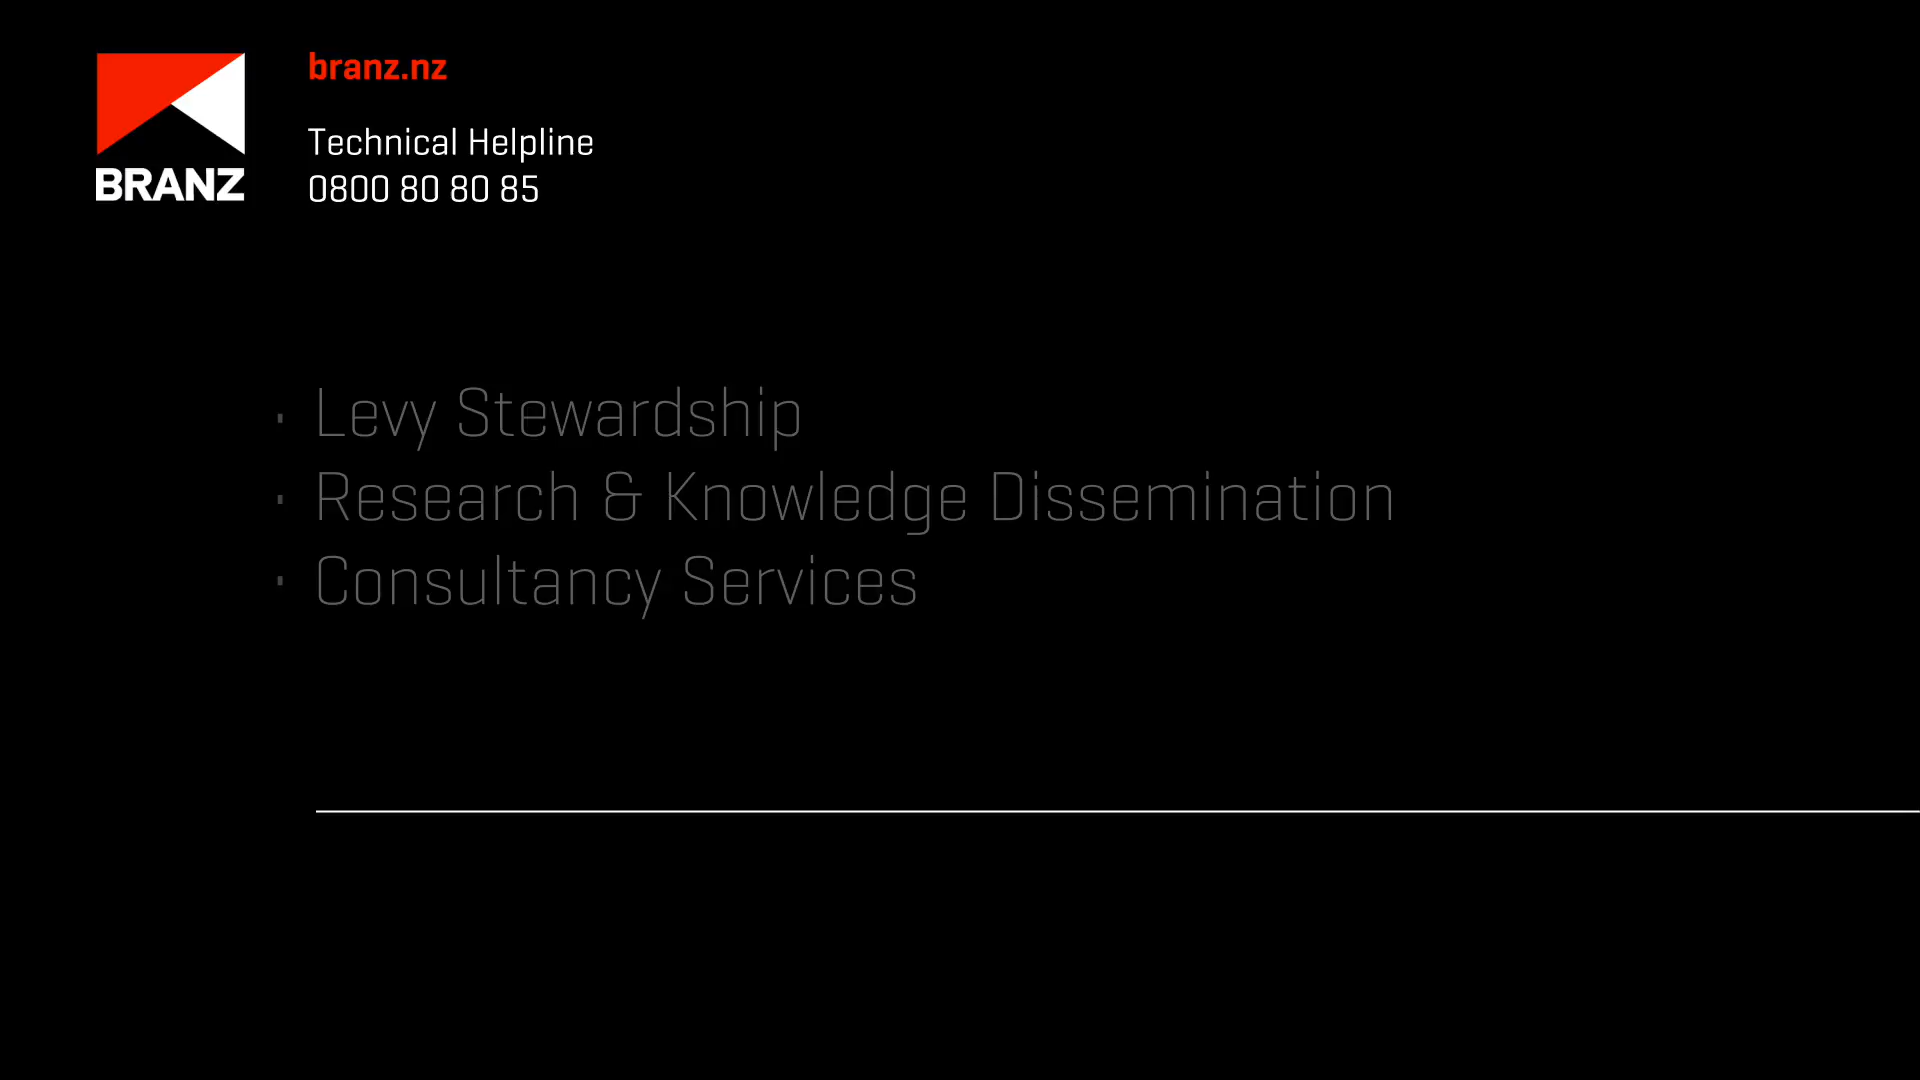 branz.nz
Technical Helpline
0800 80 80 85
BRANZ
· Levy Stewardship
· Research & Knowledge Dissemination
· Consultancy Services